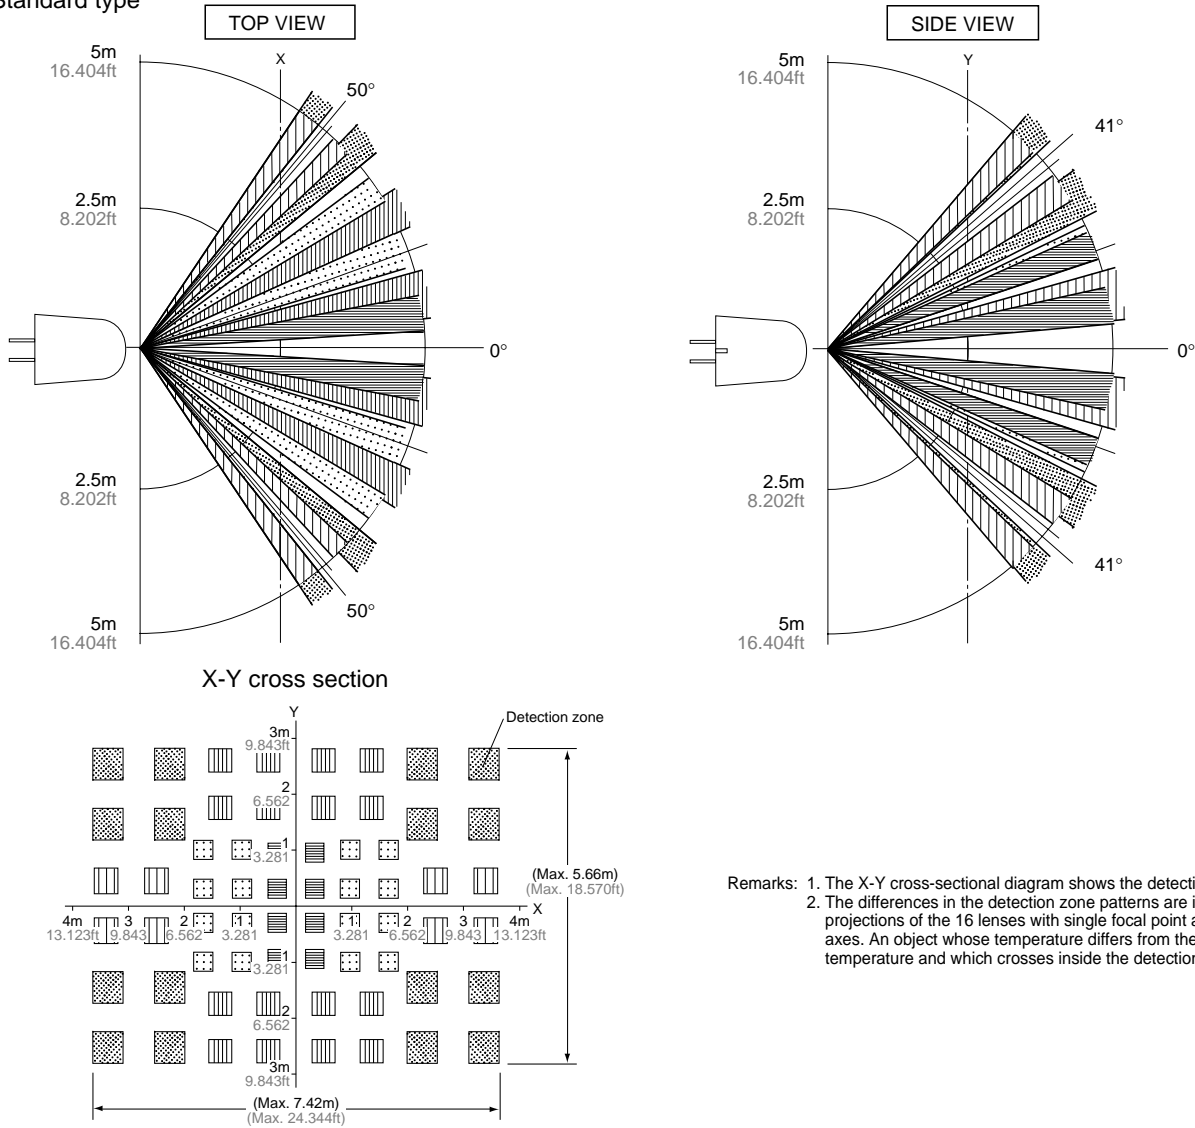 Standard type
TOP VIEW
5m
16.404ft
X
50°
2.5m
8.202ft
0°
2.5m
8.202ft
50°
5m
16.404ft
SIDE VIEW
5m
16.404ft
Y
41°
2.5m
8.202ft
0°
2.5m
8.202ft
41°
5m
16.404ft
X-Y cross section
Y
Detection zone
3m
9.843ft
2
6.562
1
3.281
(Max. 5.66m)
(Max. 18.570ft)
X
4m 3 2 1 1 2 3 4m
13.123ft 9.843 6.562 3.281 3.281 6.562 9.843 13.123ft
1
3.281
2
6.562
3m
9.843ft
(Max. 7.42m)
(Max. 24.344ft)
Remarks: 1. The X-Y cross-sectional diagram shows the
2. The differences in the detection zone patterns are
projections of the 16 lenses with single focal point
axes. An object whose temperature differs from the
temperature and which crosses inside the detection